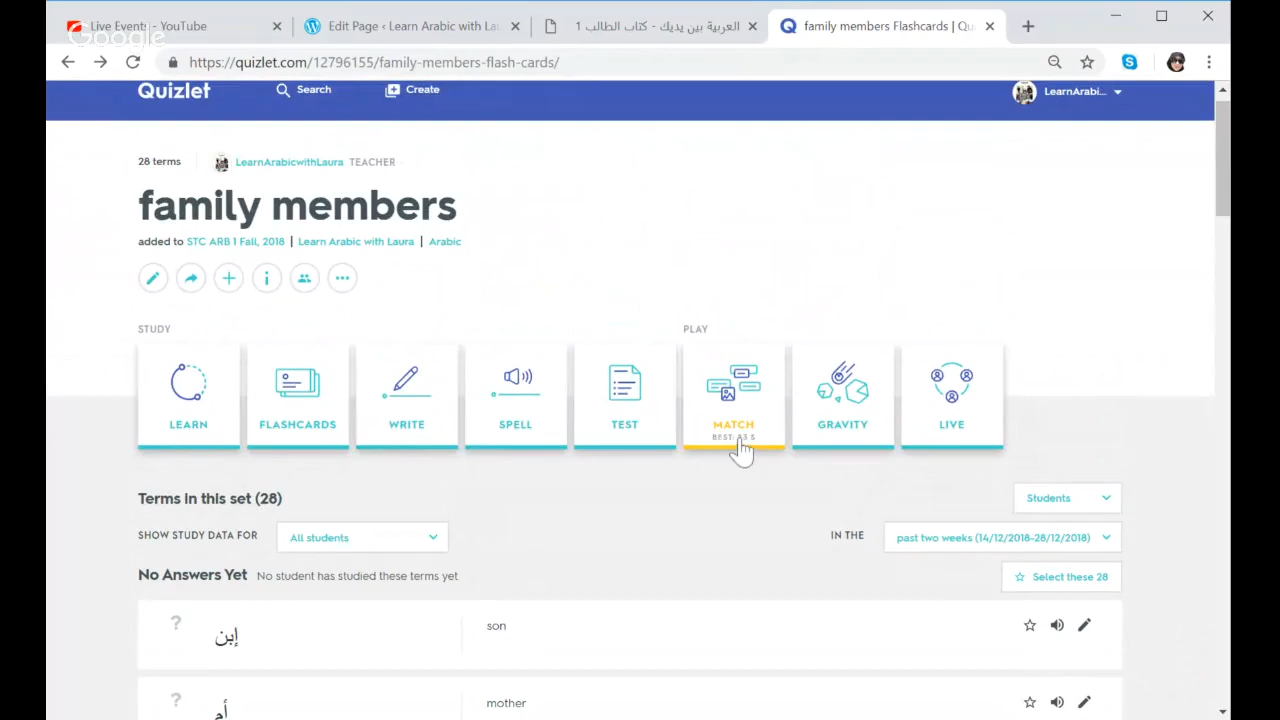 Live Events - YouTube
Edit Page ‹ Learn Arabic with La
العربية بين يديك - كتاب الطالب 1
family members Flashcards | Qu
Google
https://quizlet.com/12796155/family-members-flash-cards/
Quizlet
Search
Create
LearnArabi...
28 terms
LearnArabicwithLaura TEACHER
family members
added to STC ARB 1 Fall, 2018 | Learn Arabic with Laura | Arabic
STUDY
PLAY
LEARN
FLASHCARDS
WRITE
SPELL
TEST
MATCH
GRAVITY
LIVE
BEST:
Terms in this set (28)
Students
SHOW STUDY DATA FOR
All students
IN THE
past two weeks (14/12/2018-28/12/2018)
No Answers Yet
No student has studied these terms yet
Select these 28
?
إبن
son
?
أم
mother